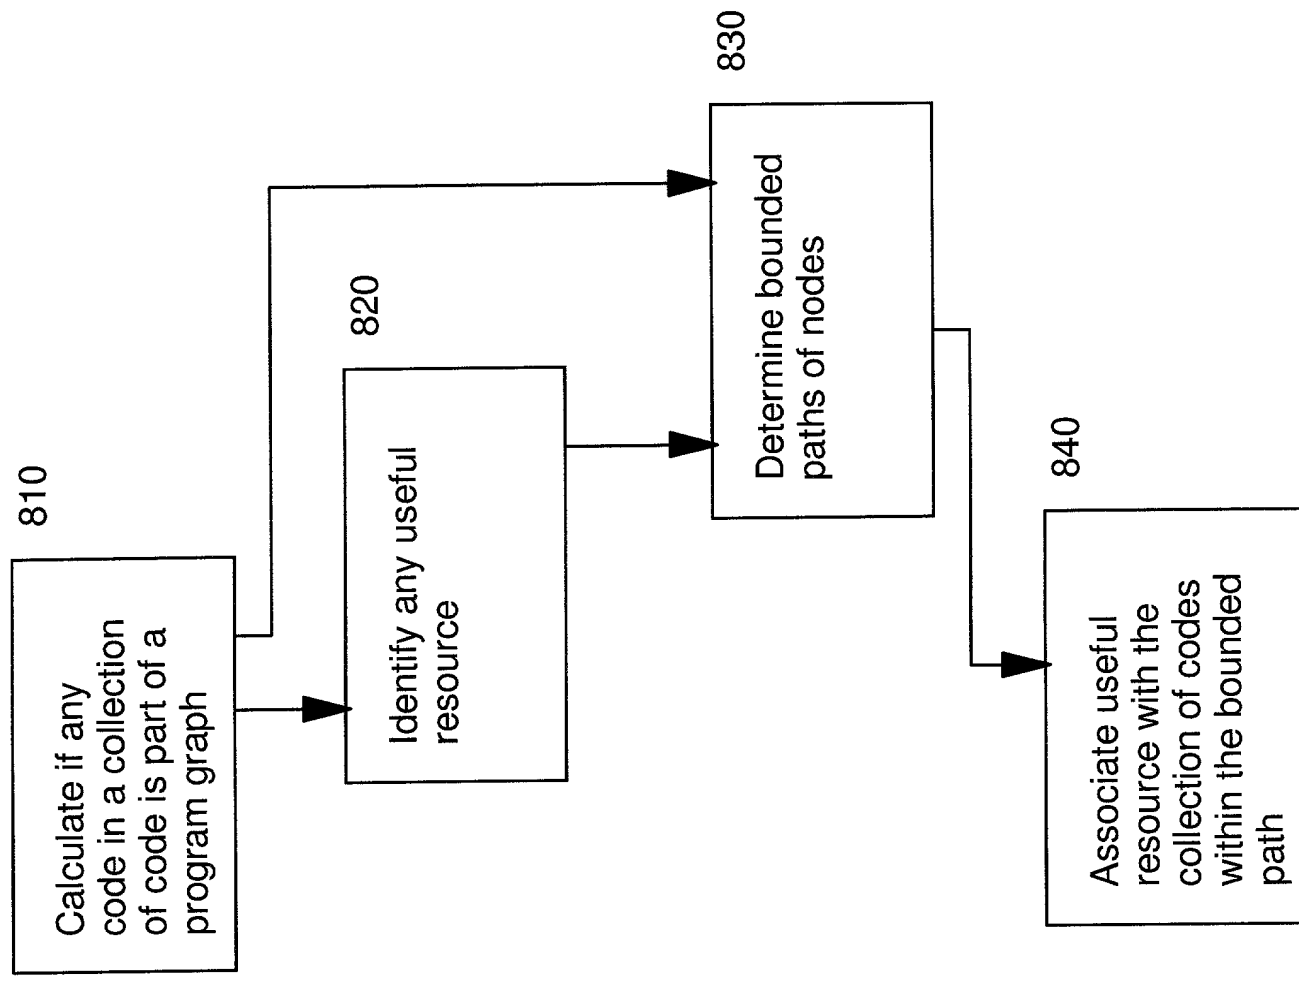 810
Calculate if any
code in a collection
of code is part of a
program graph
820
Identify any useful
resource
830
Determine bounded
paths of nodes
840
Associate useful
resource with the
collection of codes
within the bounded
path